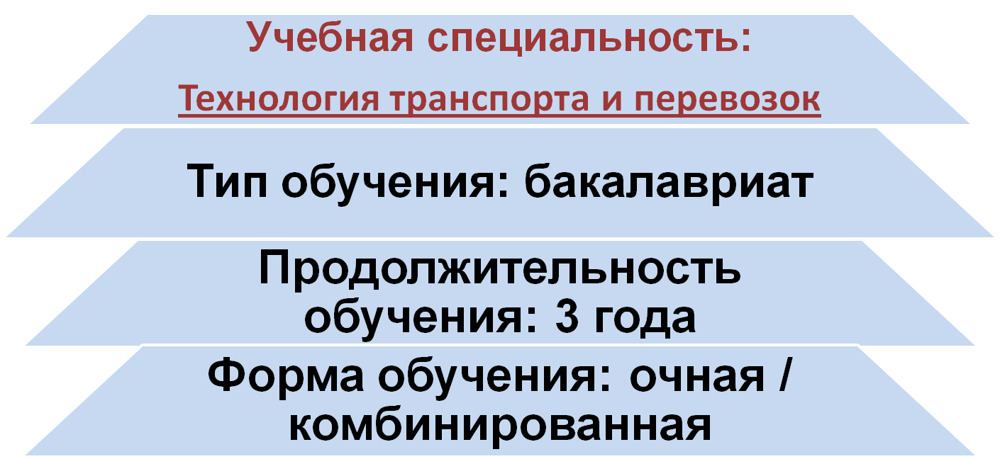 Учебная специальность:
Технология транспорта и перевозок
Тип обучения: бакалавриат
Продолжительность
обучения: 3 года
Форма обучения: очная /
комбинированная